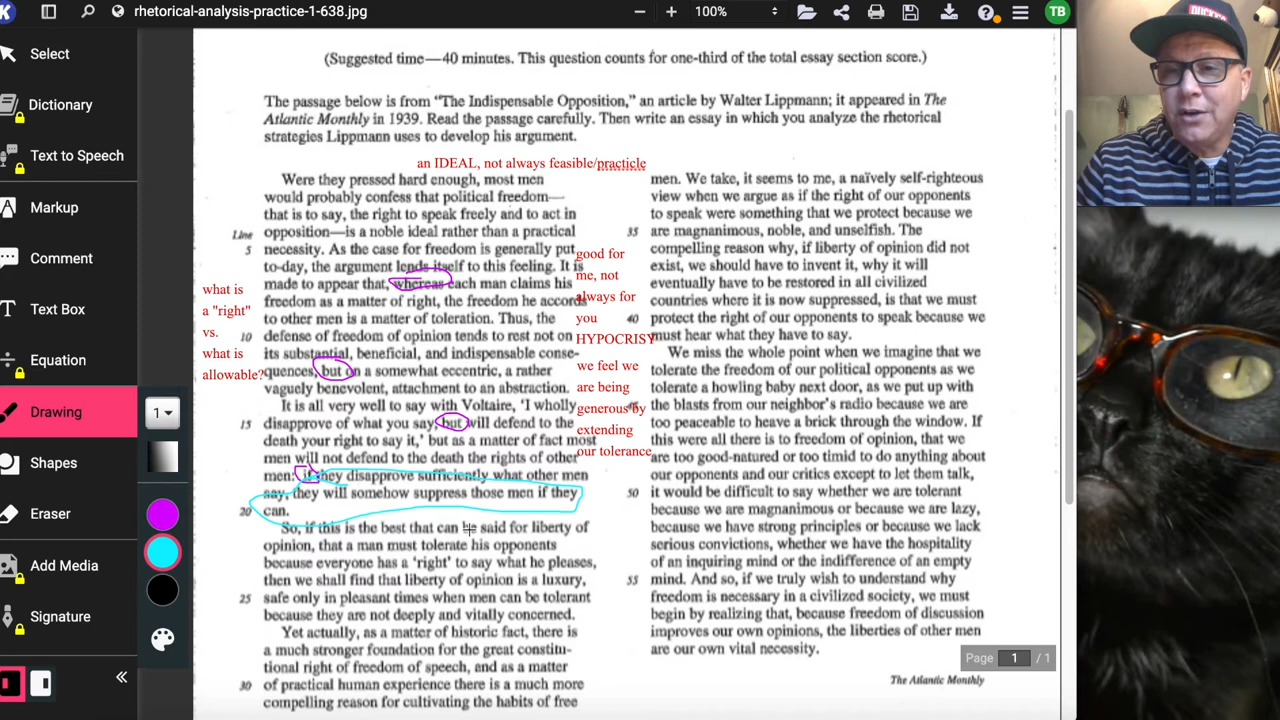 rhetorical-analysis-practice-1-638.jpg
100%
TB
Select
Dictionary
Text to Speech
Markup
Comment
Text Box
Equation
Drawing
1
Shapes
Eraser
Add Media
Signature
(Suggested time—40 minutes. This question counts for one-third of the total essay section score.)
The passage below is from “The Indispensable Opposition,” an article by Walter Lippmann; it appeared in The
Atlantic Monthly in 1939. Read the passage carefully. Then write an essay in which you analyze the rhetorical
strategies Lippmann uses to develop his argument.
an IDEAL, not always feasible/practicle
Were they pressed hard enough, most men
would probably confess that political freedom—
that is to say, the right to speak freely and to act in
Line
opposition—is a noble ideal rather than a practical
5 necessity. As the case for freedom is generally put
to-day, the argument lends itself to this feeling. It is
made to appear that, whereas each man claims his
freedom as a matter of right, the freedom he accords
to other men is a matter of toleration. Thus, the
10 defense of freedom of opinion tends to rest not on
its substantial, beneficial, and indispensable conse-
quences, but on a somewhat eccentric, a rather
vaguely benevolent, attachment to an abstraction.
It is all very well to say with Voltaire, ‘I wholly
15 disapprove of what you say, but will defend to the
death your right to say it,’ but as a matter of fact most
men will not defend to the death the rights of other
men: if they disapprove sufficiently what other men
say, they will somehow suppress those men if they
20 can.
So, if this is the best that can be said for liberty of
opinion, that a man must tolerate his opponents
because everyone has a ‘right’ to say what he pleases,
then we shall find that liberty of opinion is a luxury,
25 safe only in pleasant times when men can be tolerant
because they are not deeply and vitally concerned.
Yet actually, as a matter of historic fact, there is
a much stronger foundation for the great constitu-
tional right of freedom of speech, and as a matter
30 of practical human experience there is a much more
compelling reason for cultivating the habits of free
what is
a "right"
vs.
what is
allowable?
good for
me, not
always for
you
HYPOCRISY
we feel we
are being
generous by
extending
our tolerance
men. We take, it seems to me, a naïvely self-righteous
view when we argue as if the right of our opponents
to speak were something that we protect because we
35 are magnanimous, noble, and unselfish. The
compelling reason why, if liberty of opinion did not
exist, we should have to invent it, why it will
eventually have to be restored in all civilized
countries where it is now suppressed, is that we must
40 protect the right of our opponents to speak because we
must hear what they have to say.
We miss the whole point when we imagine that we
tolerate the freedom of our political opponents as we
tolerate a howling baby next door, as we put up with
the blasts from our neighbor’s radio because we are
too peaceable to heave a brick through the window. If
this were all there is to freedom of opinion, that we
are too good-natured or too timid to do anything about
our opponents and our critics except to let them talk,
50 it would be difficult to say whether we are tolerant
because we are magnanimous or because we are lazy,
because we have strong principles or because we lack
serious convictions, whether we have the hospitality
of an inquiring mind or the indifference of an empty
55 mind. And so, if we truly wish to understand why
freedom is necessary in a civilized society, we must
begin by realizing that, because freedom of discussion
improves our own opinions, the liberties of other men
are our own vital necessity.
Page 1 / 1
The Atlantic Monthly